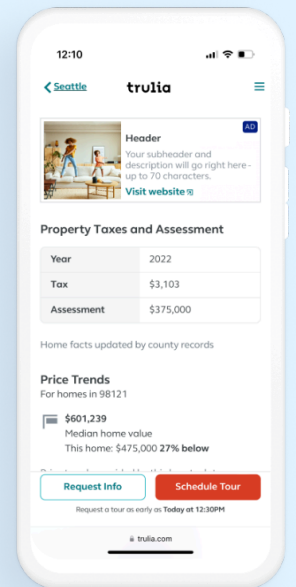 12:10
Seattle
trulia
AD
Header
Your subheader and
description will go right here-
up to 70 characters.
Visit website
Property Taxes and Assessment
Year 2022
Tax $3,103
Assessment $375,000
Home facts updated by county records
Price Trends
For homes in 98121
$601,239
Median home value
This home: $475,000 27% below
Request Info
Schedule Tour
Request a tour as early as Today at 12:30PM
trulia.com